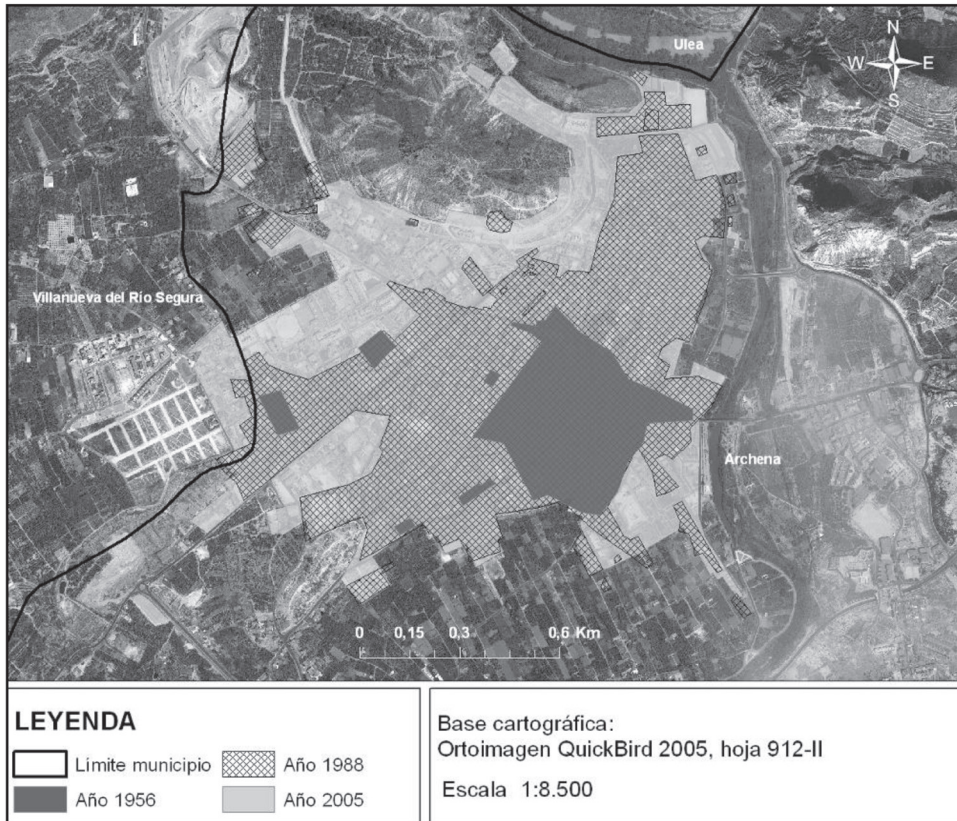 Ulea
N
W E
S
Villanueva del Río Segura
Archena
0 0,15 0,3 0,6 Km
LEYENDA
Límite municipio
Año 1988
Año 1956
Año 2005
Base cartográfica:
Ortoimagen QuickBird 2005, hoja 912-II
Escala 1:8.500